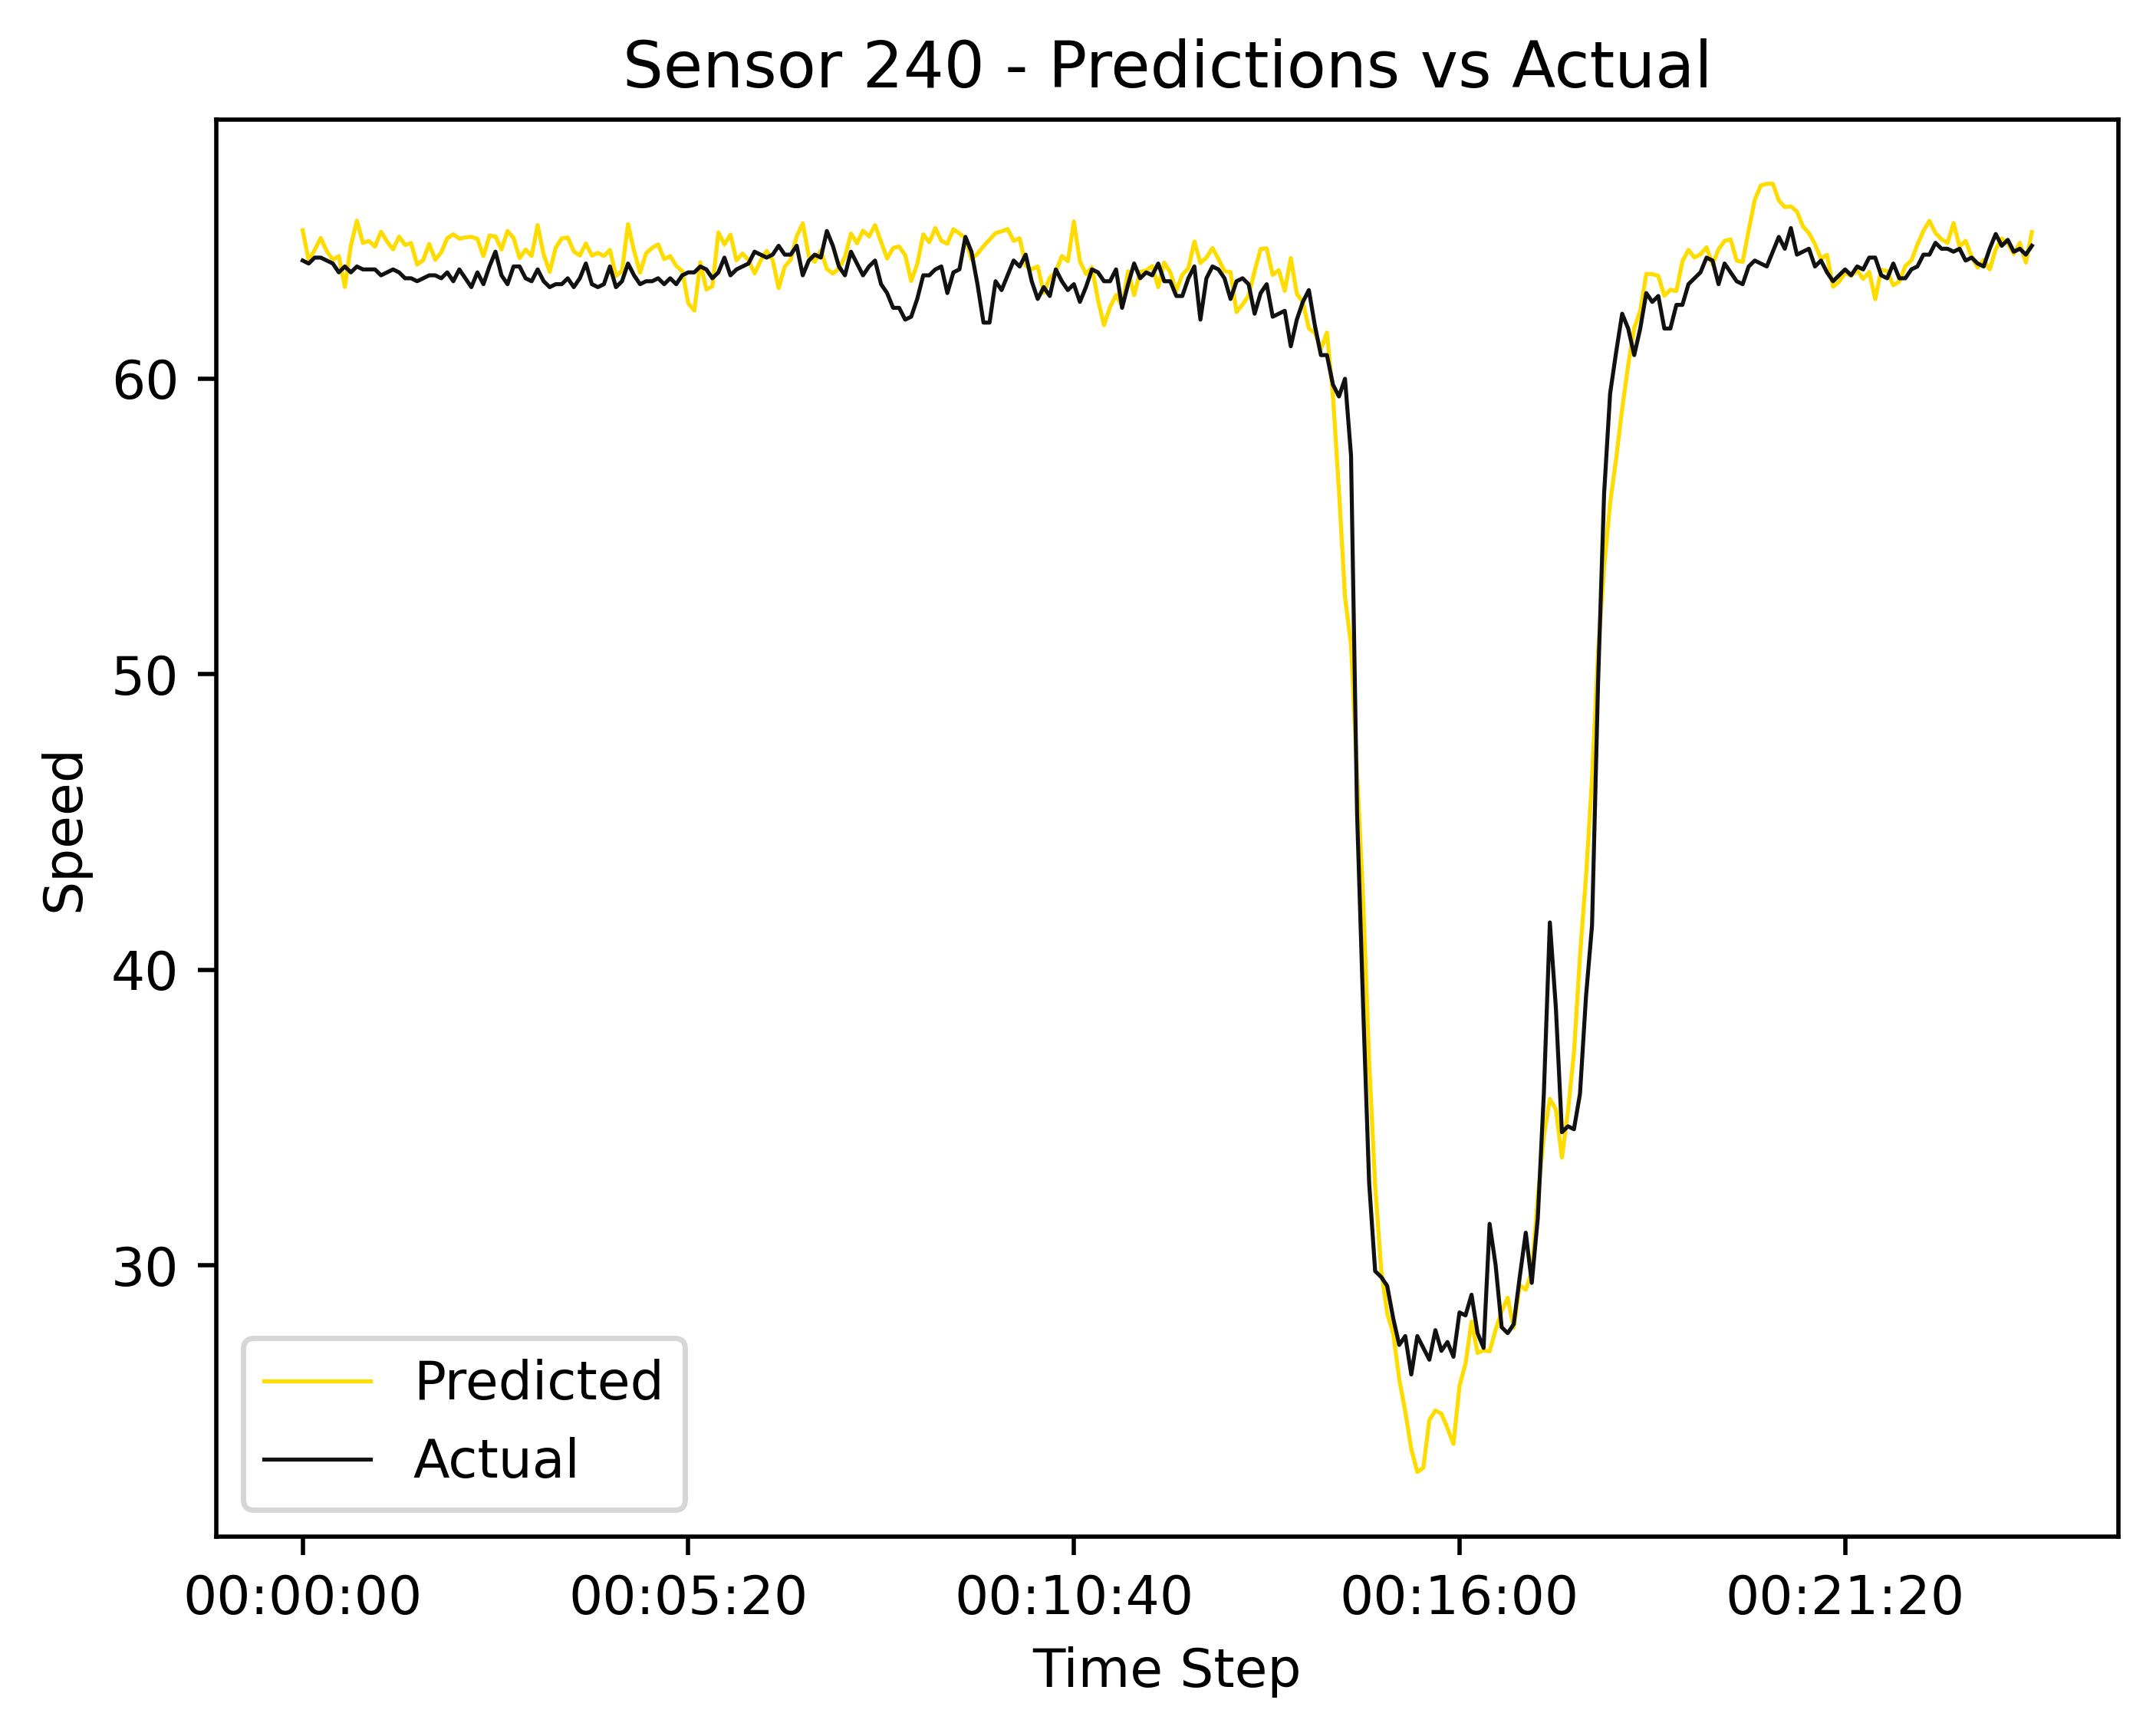 Sensor 240 - Predictions vs Actual
60
50
40
30
Speed
Predicted
Actual
00:00:00 00:05:20 00:10:40 00:16:00 00:21:20
Time Step